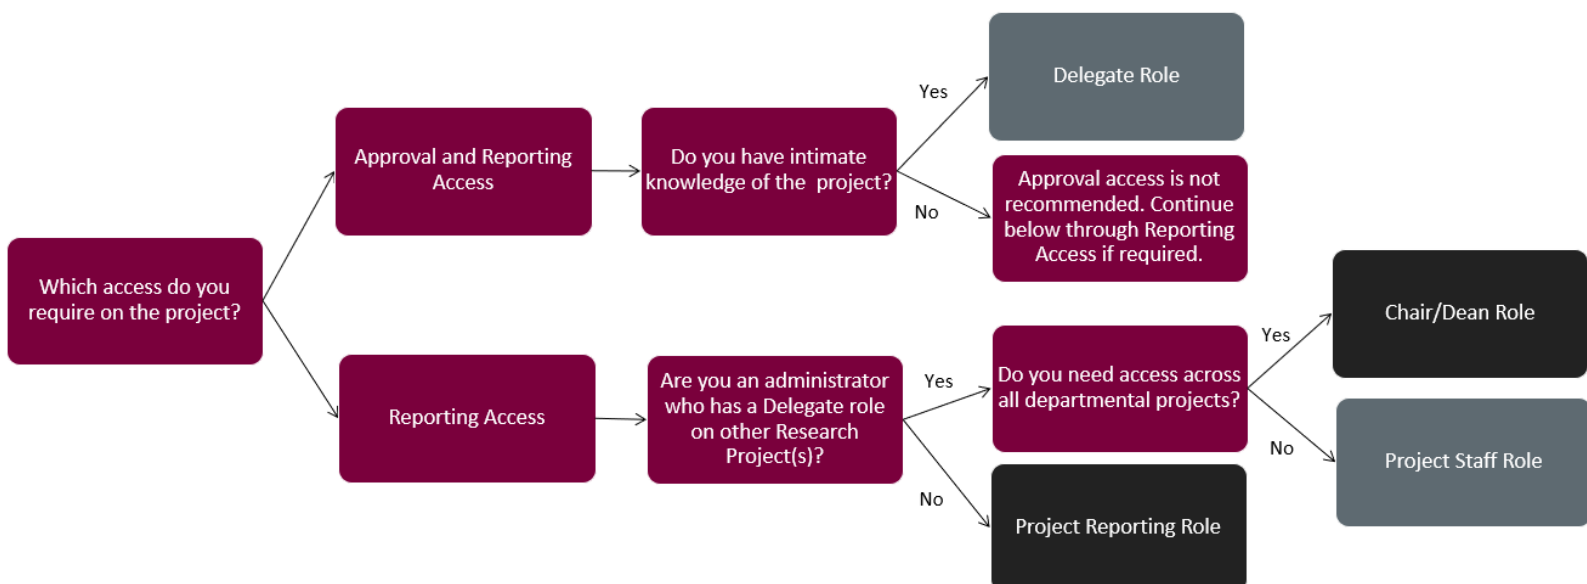 Delegate Role
Yes
Approval and Reporting
Access
Do you have intimate
knowledge of the  project?
No
Approval access is not
recommended. Continue
below through Reporting
Access if required.
Which access do you
require on the project?
Chair/Dean Role
Yes
Reporting Access
Are you an administrator
who has a Delegate role
on other Research
Project(s)?
Yes
Do you need access across
all departmental projects?
No
Project Staff Role
No
Project Reporting Role